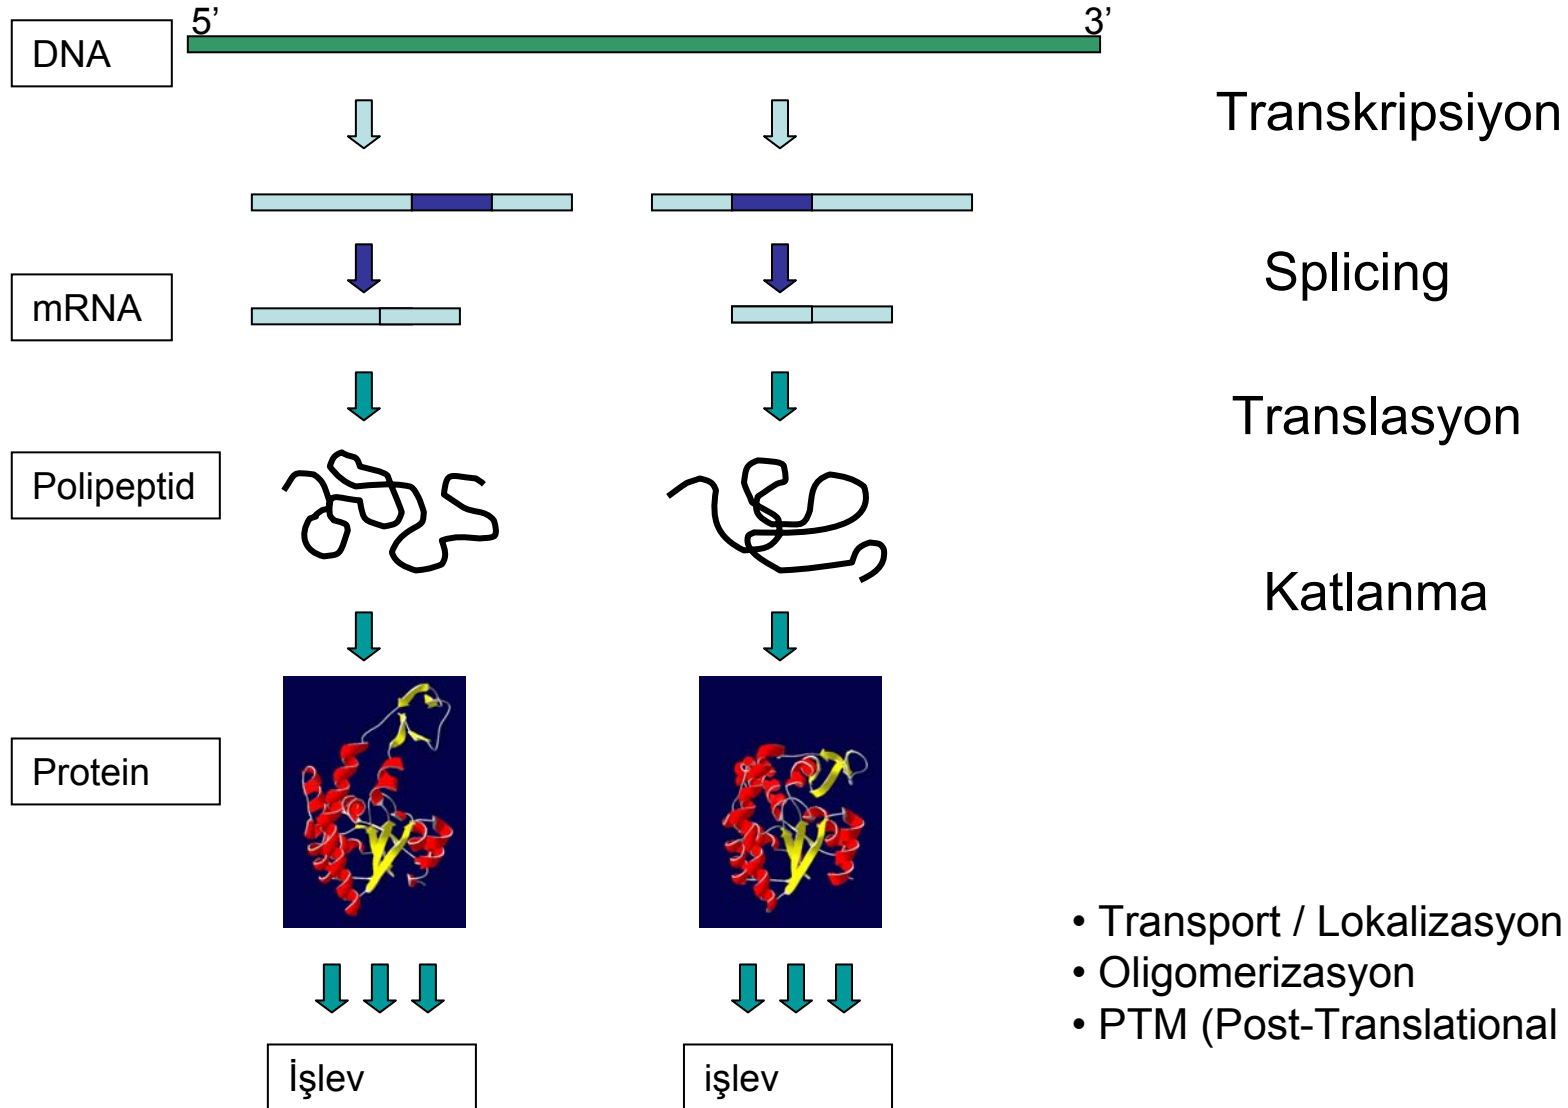 5’ 3’
DNA
Transkripsiyon
Splicing
mRNA
Translasyon
Polipeptid
Katlanma
Protein
• Transport / Lokalizasyon
• Oligomerizasyon
• PTM (Post-Translational
İşlev işlev